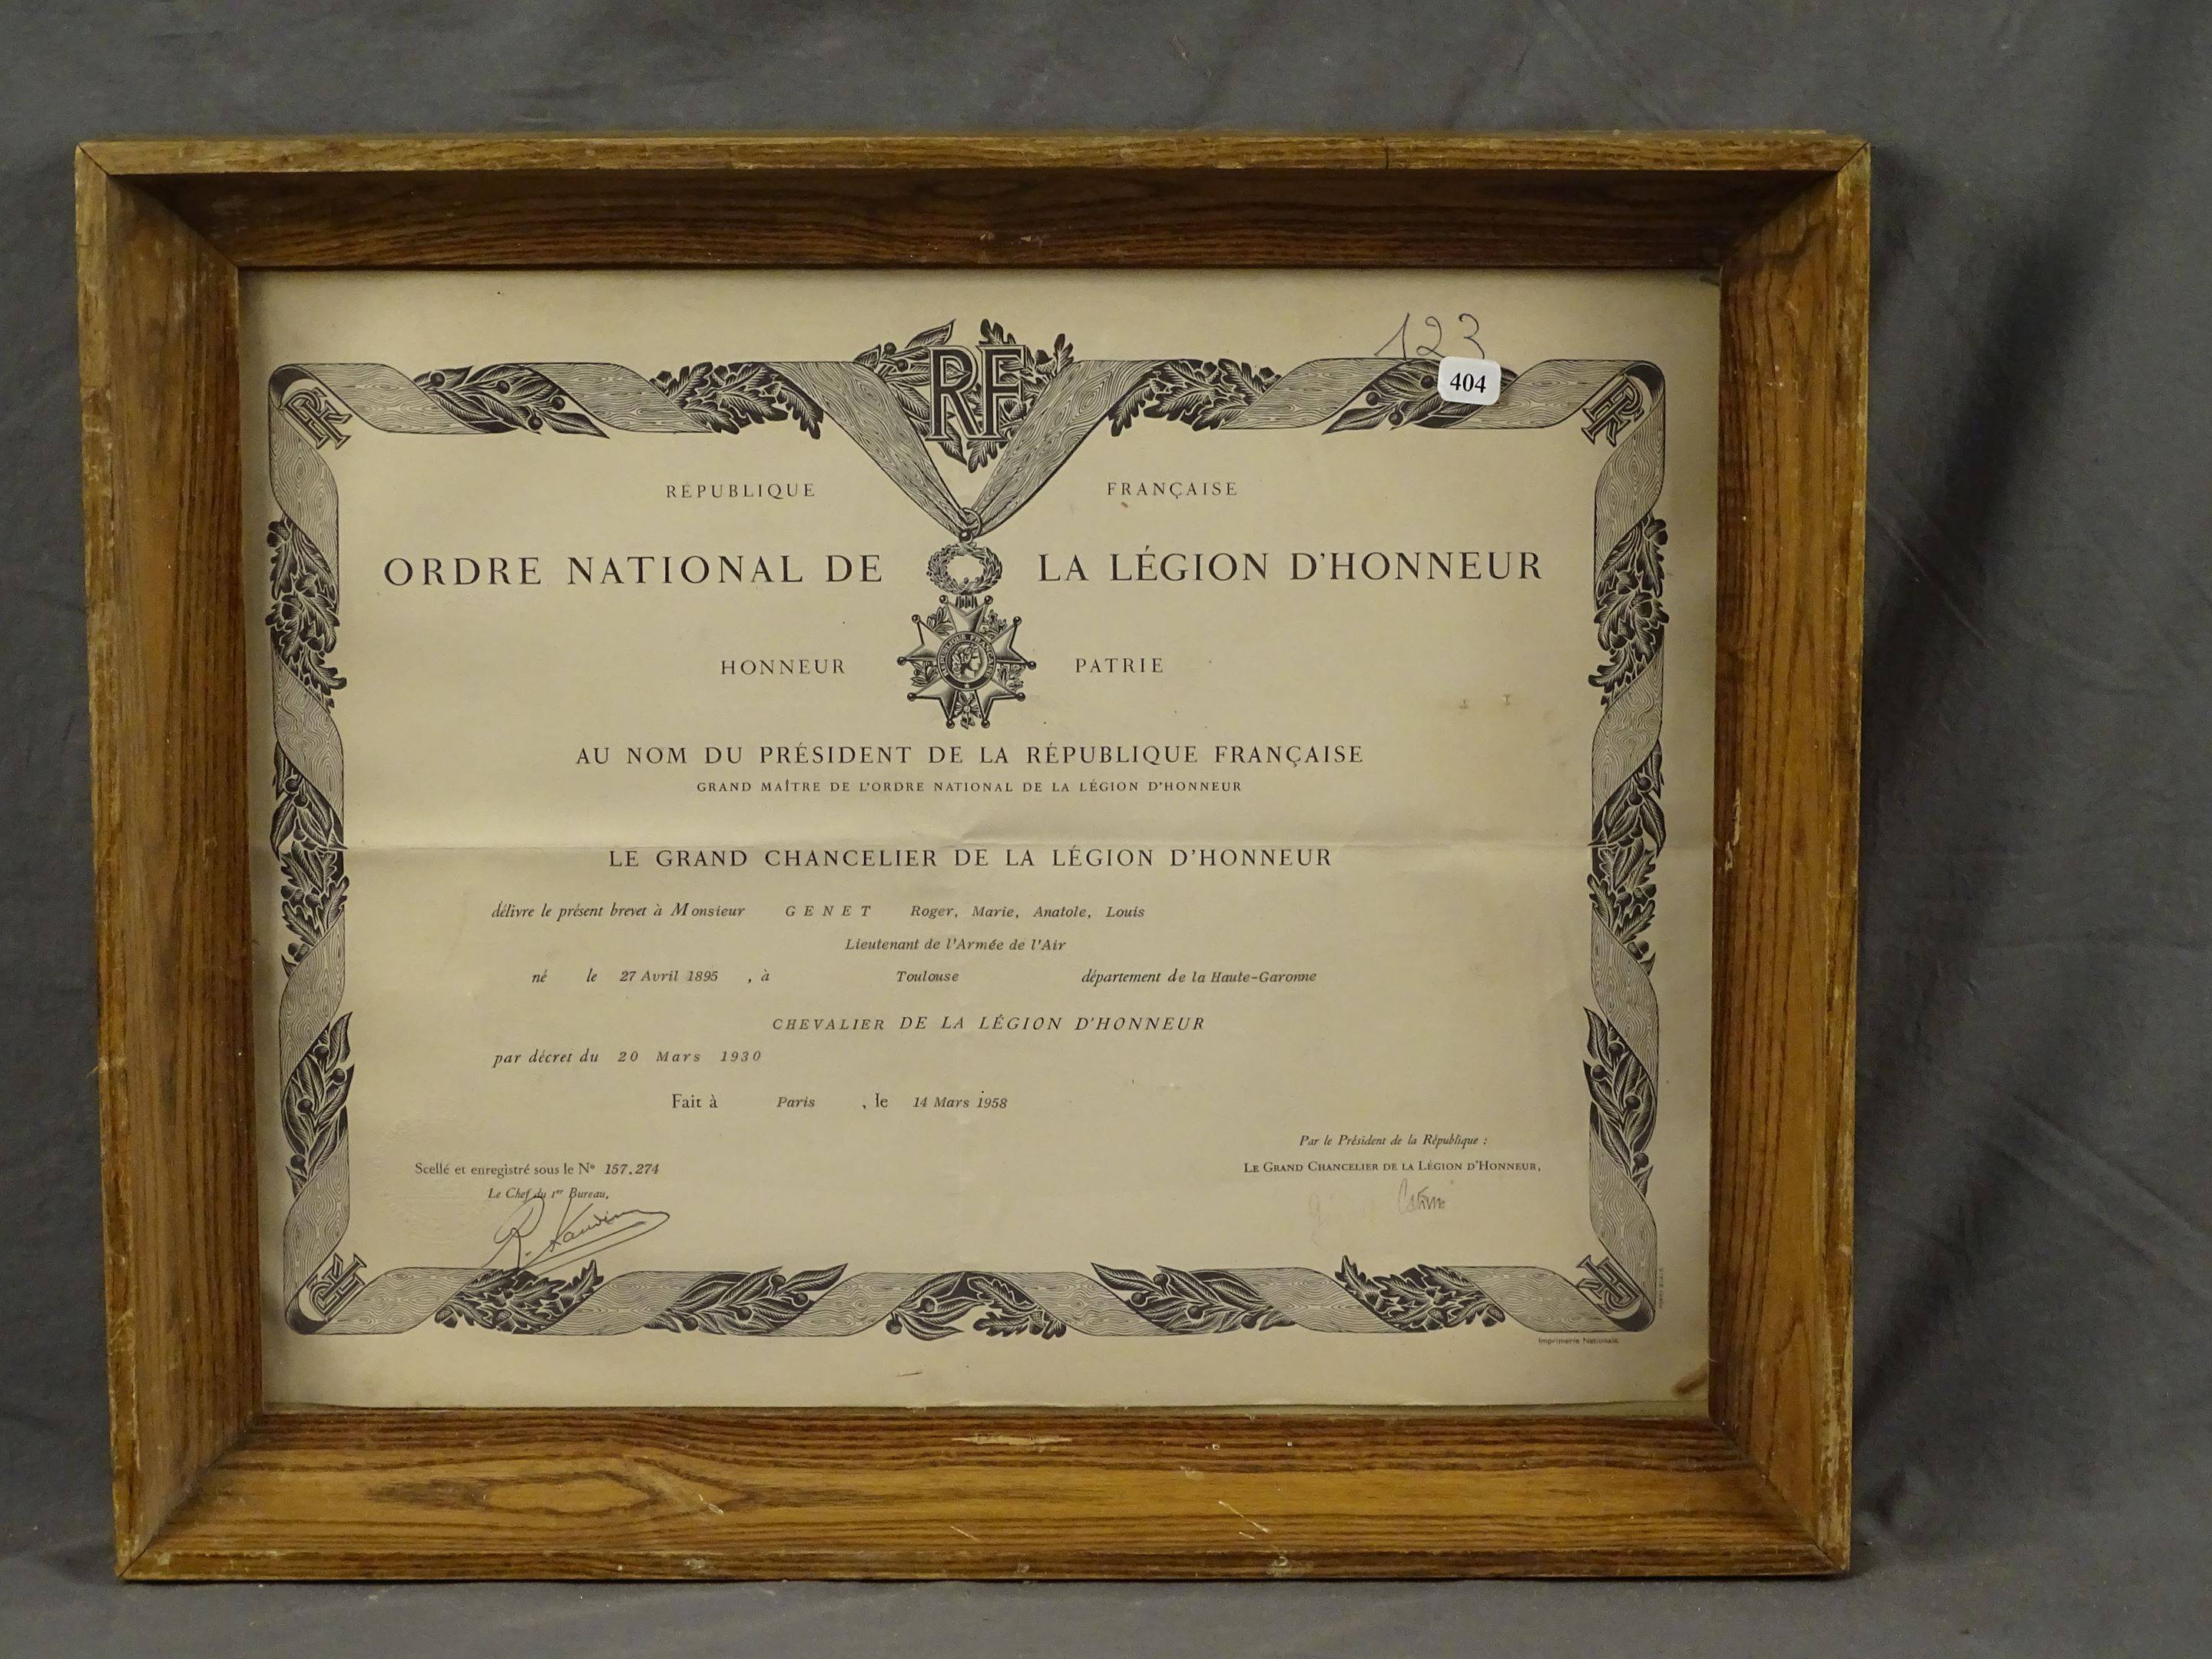 123
404
RF
RF
RF
RÉPUBLIQUE FRANÇAISE
ORDRE NATIONAL DE LA LÉGION D'HONNEUR
HONNEUR PATRIE
AU NOM DU PRÉSIDENT DE LA RÉPUBLIQUE FRANÇAISE
GRAND MAÎTRE DE L'ORDRE NATIONAL DE LA LÉGION D'HONNEUR
LE GRAND CHANCELIER DE LA LÉGION D'HONNEUR
délivre le présent brevet à Monsieur GENET Roger, Marie, Anatole, Louis
Lieutenant de l'Armée de l'Air
né le 27 Avril 1895 , à Toulouse département de la Haute-Garonne
CHEVALIER DE LA LÉGION D'HONNEUR
par décret du 20 Mars 1930
Fait à Paris , le 14 Mars 1958
Par le Président de la République :
Scellé et enregistré sous le Nº 157.274
LE GRAND CHANCELIER DE LA LÉGION D'HONNEUR,
Le Chef du 1er Bureau,
RF
RF
Imprimerie Nationale.